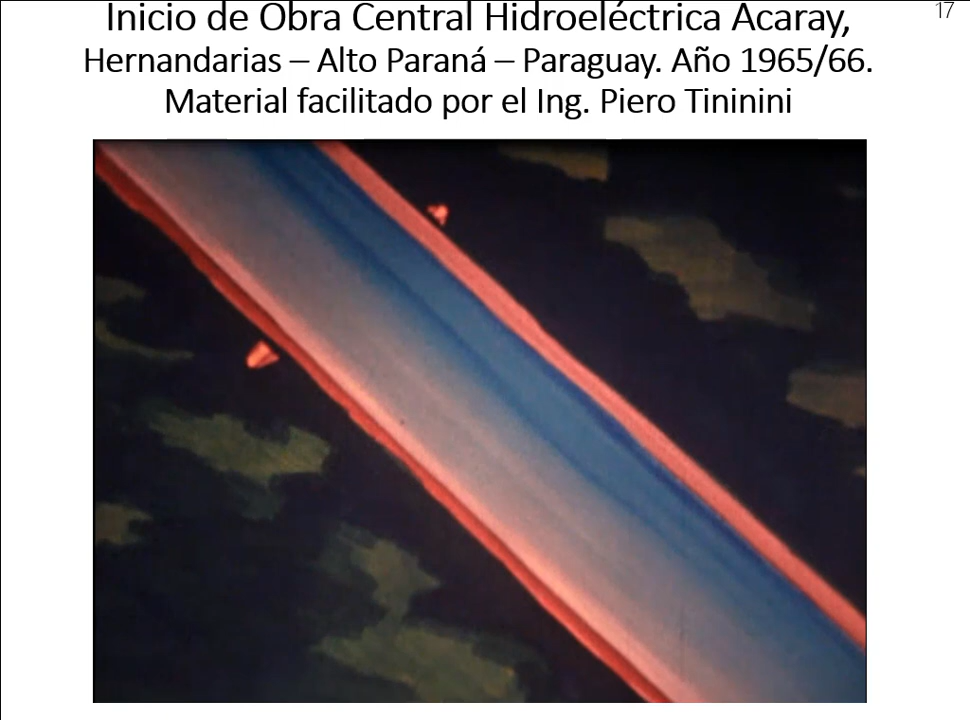 Inicio de Obra Central Hidroeléctrica Acaray,
17
Hernandarias – Alto Paraná – Paraguay. Año 1965/66.
Material facilitado por el Ing. Piero Tininini